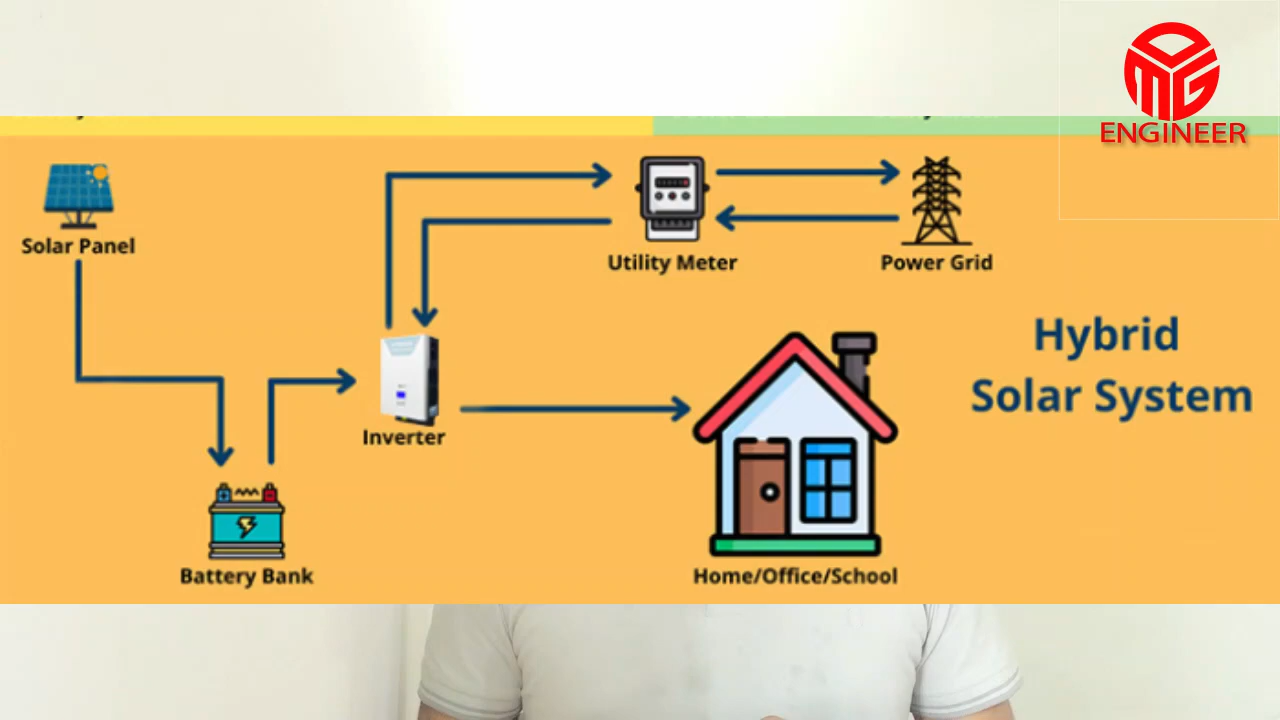 ENGINEER
Solar Panel
Utility Meter
Power Grid
Hybrid
Solar System
Inverter
Battery Bank
Home/Office/School